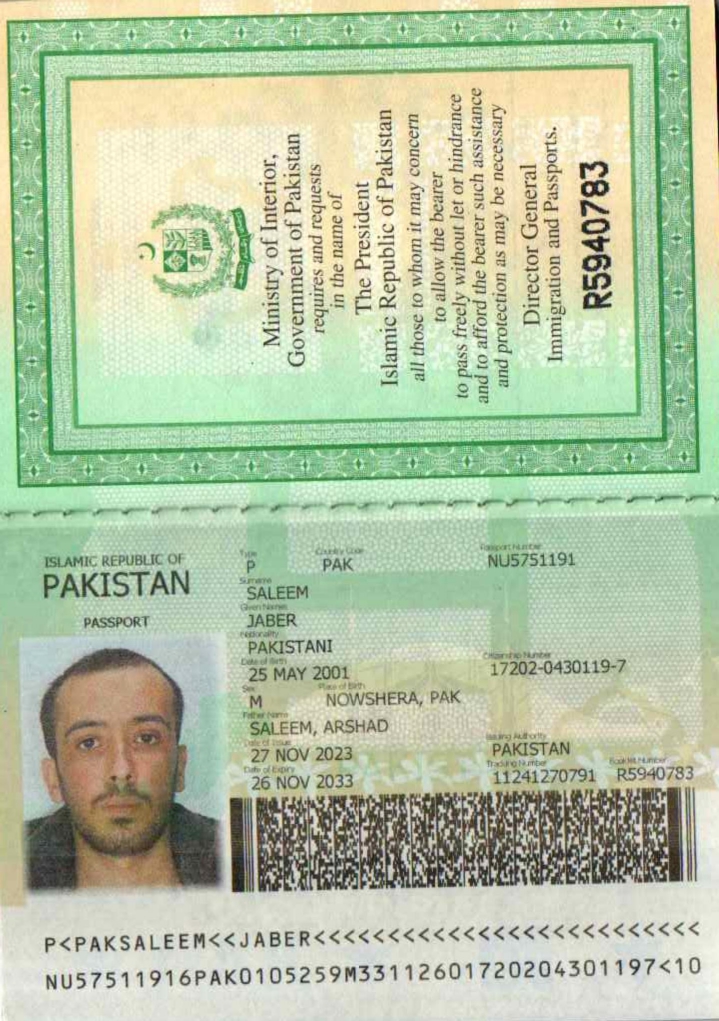 Ministry of Interior,
Government of Pakistan
requires and requests
in the name of
The President
Islamic Republic of Pakistan
all those to whom it may concern
to allow the bearer
to pass freely without let or hindrance
and to afford the bearer such assistance
and protection as may be necessary
Director General
Immigration and Passports.
R5940783
ISLAMIC REPUBLIC OF
PAKISTAN
PASSPORT
Type Country Code Passport Number
P PAK NU5751191
Surname
SALEEM
Given Names
JABER
Nationality
PAKISTANI
Date of Birth Citizenship Number
25 MAY 2001 17202-0430119-7
Sex Place of Birth
M NOWSHERA, PAK
Father Name
SALEEM, ARSHAD
Date of Issue Issuing Authority
27 NOV 2023 PAKISTAN
Date of Expiry Tracking Number Booklet Number
26 NOV 2033 11241270791 R5940783
P<PAKSALEEM<<JABER<<<<<<<<<<<<<<<<<<<<<<<<<<
NU57511916PAK0105259M33112601720204301197<10